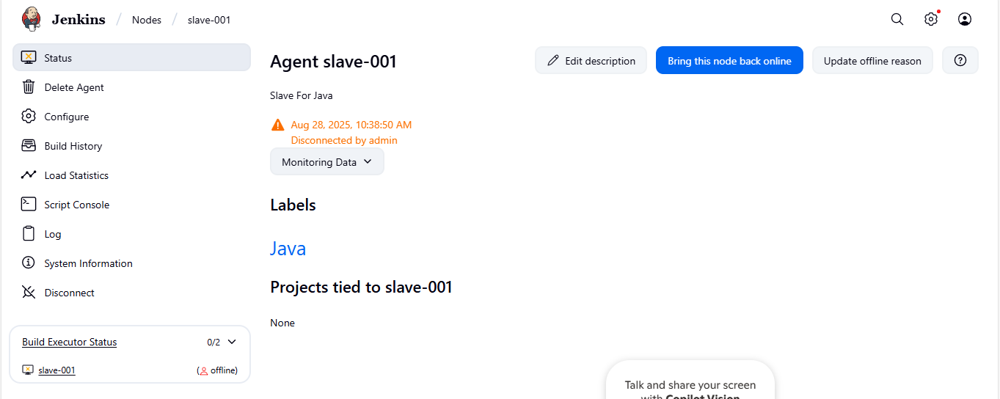 Jenkins / Nodes / slave-001
Status
Delete Agent
Configure
Build History
Load Statistics
Script Console
Log
System Information
Disconnect
Build Executor Status 0/2
slave-001 (offline)
Agent slave-001
Edit description
Bring this node back online
Update offline reason
Slave For Java
Aug 28, 2025, 10:38:50 AM
Disconnected by admin
Monitoring Data
Labels
Java
Projects tied to slave-001
None
Talk and share your screen
with Copilot Vision